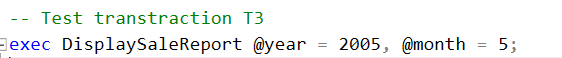 -- Test transtraction T3
exec DisplaySaleReport @year = 2005, @month = 5;